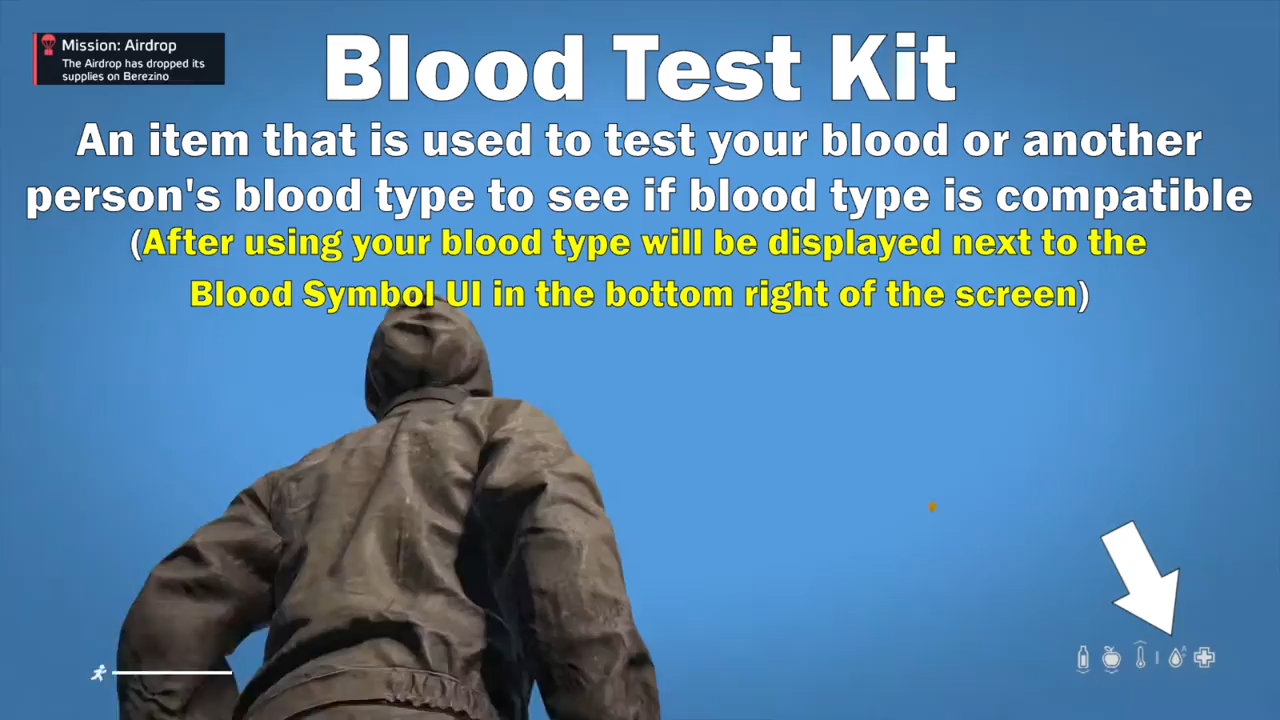 Mission: Airdrop
The Airdrop has dropped its
supplies on Berezino
Blood Test Kit
An item that is used to test your blood or another
person's blood type to see if blood type is compatible
(After using your blood type will be displayed next to the
Blood Symbol UI in the bottom right of the screen)